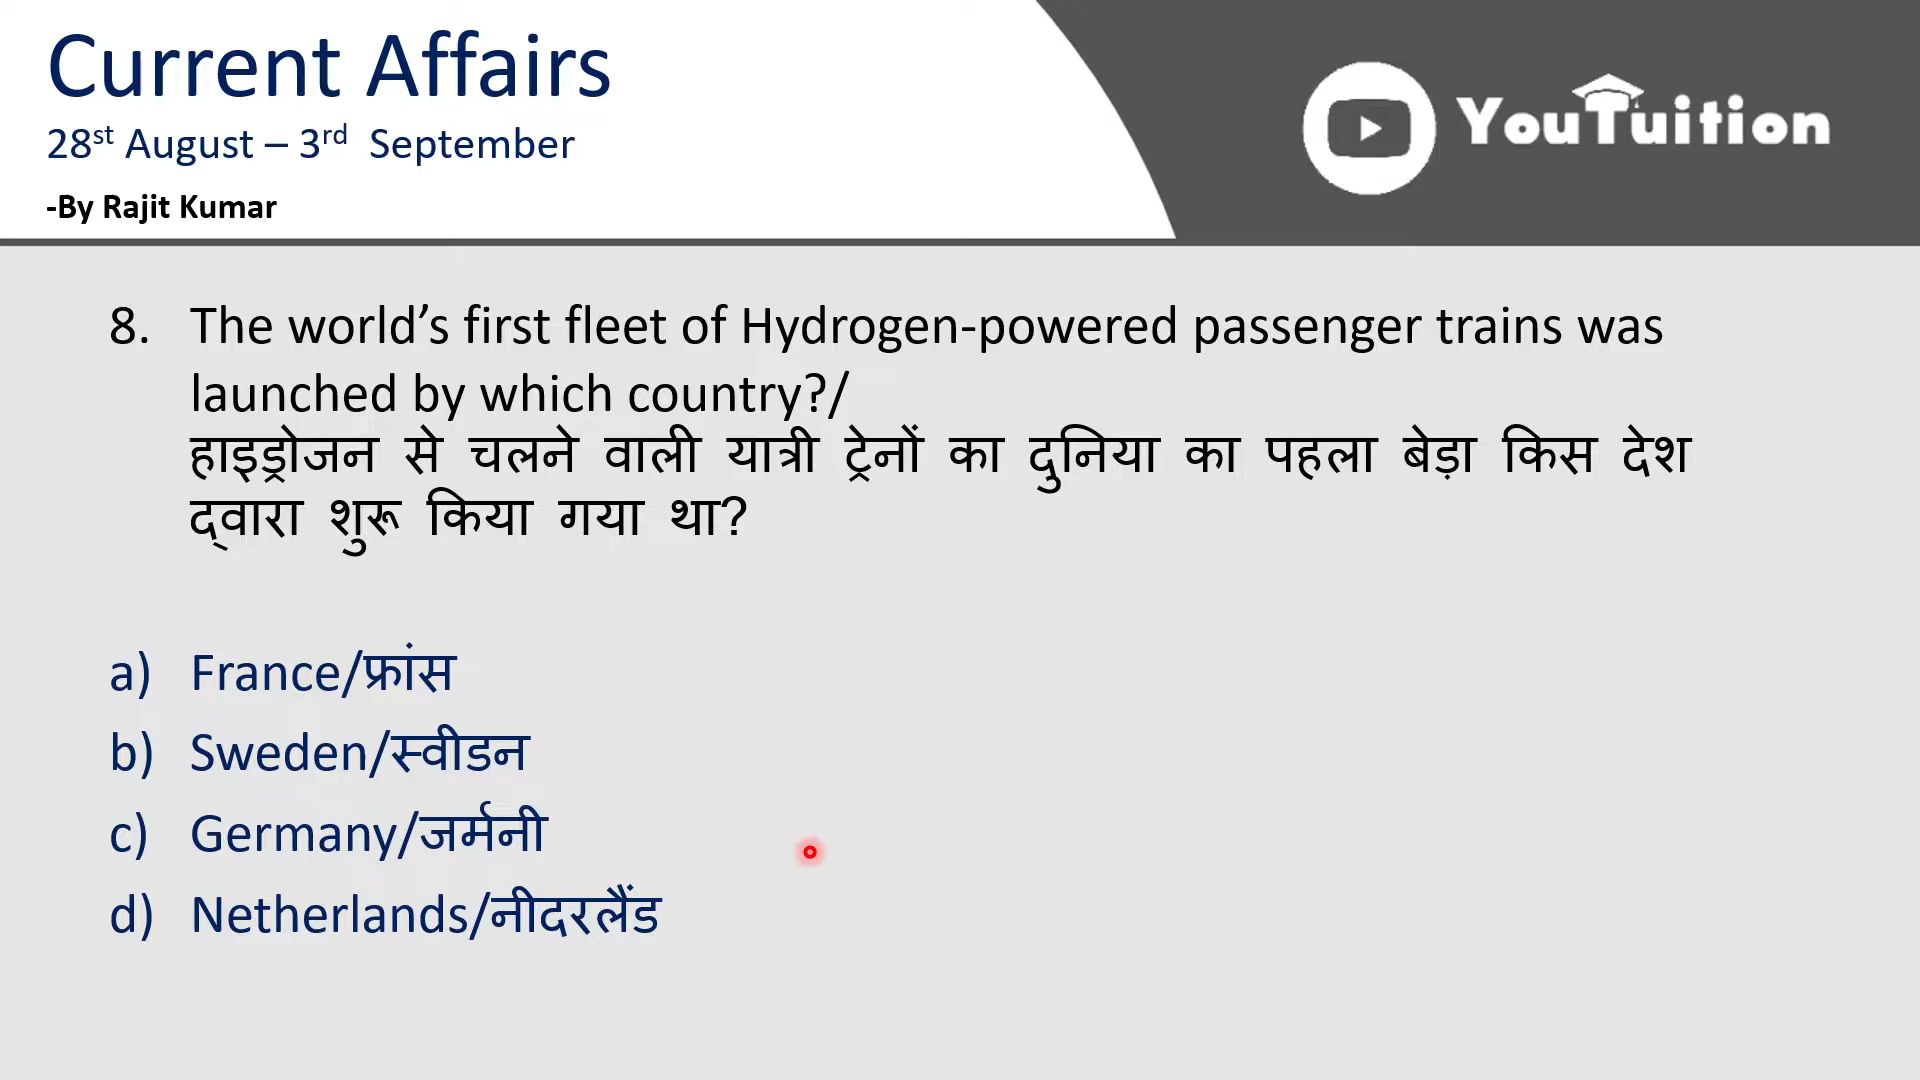 Current Affairs
28st August – 3rd September
-By Rajit Kumar
YouTuition
8. The world’s first fleet of Hydrogen-powered passenger trains was
launched by which country?/
हाइड्रोजन से चलने वाली यात्री ट्रेनों का दुनिया का पहला बेड़ा किस देश
द्वारा शुरू किया गया था?
a) France/फ्रांस
b) Sweden/स्वीडन
c) Germany/जर्मनी
d) Netherlands/नीदरलैंड